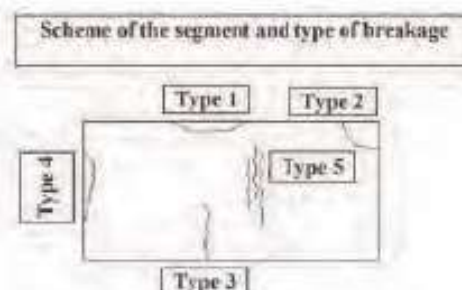 Scheme of the segment and type of breakage
Type 1
Type 2
Type 4
Type 5
Type 3